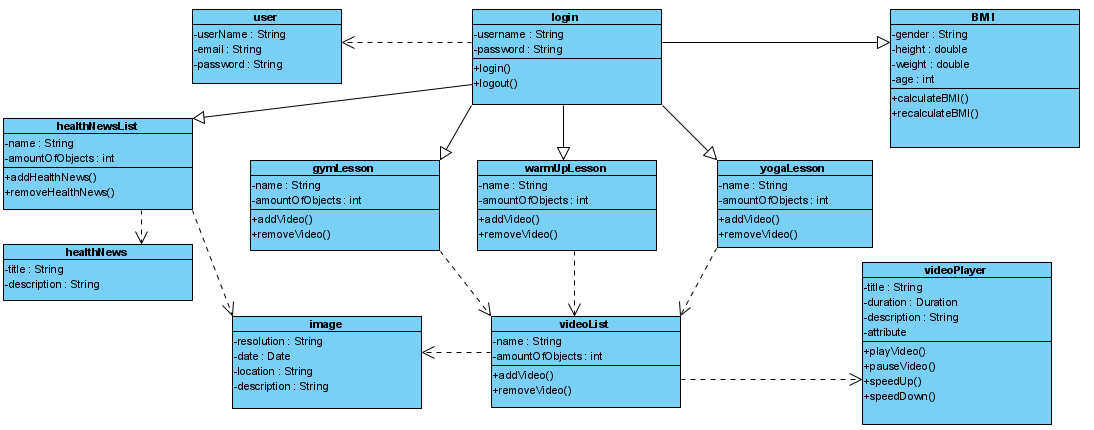 user
-userName : String
-email : String
-password : String
login
-username : String
-password : String
+login()
+logout()
BMI
-gender : String
-height : double
-weight : double
-age : int
+calculateBMI()
+recalculateBMI()
healthNewsList
-name : String
-amountOfObjects : int
+addHealthNews()
+removeHealthNews()
gymLesson
-name : String
-amountOfObjects : int
+addVideo()
+removeVideo()
warmUpLesson
-name : String
-amountOfObjects : int
+addVideo()
+removeVideo()
yogaLesson
-name : String
-amountOfObjects : int
+addVideo()
+removeVideo()
healthNews
-title : String
-description : String
image
-resolution : String
-date : Date
-location : String
-description : String
videoList
-name : String
-amountOfObjects : int
+addVideo()
+removeVideo()
videoPlayer
-title : String
-duration : Duration
-description : String
-attribute
+playVideo()
+pauseVideo()
+speedUp()
+speedDown()